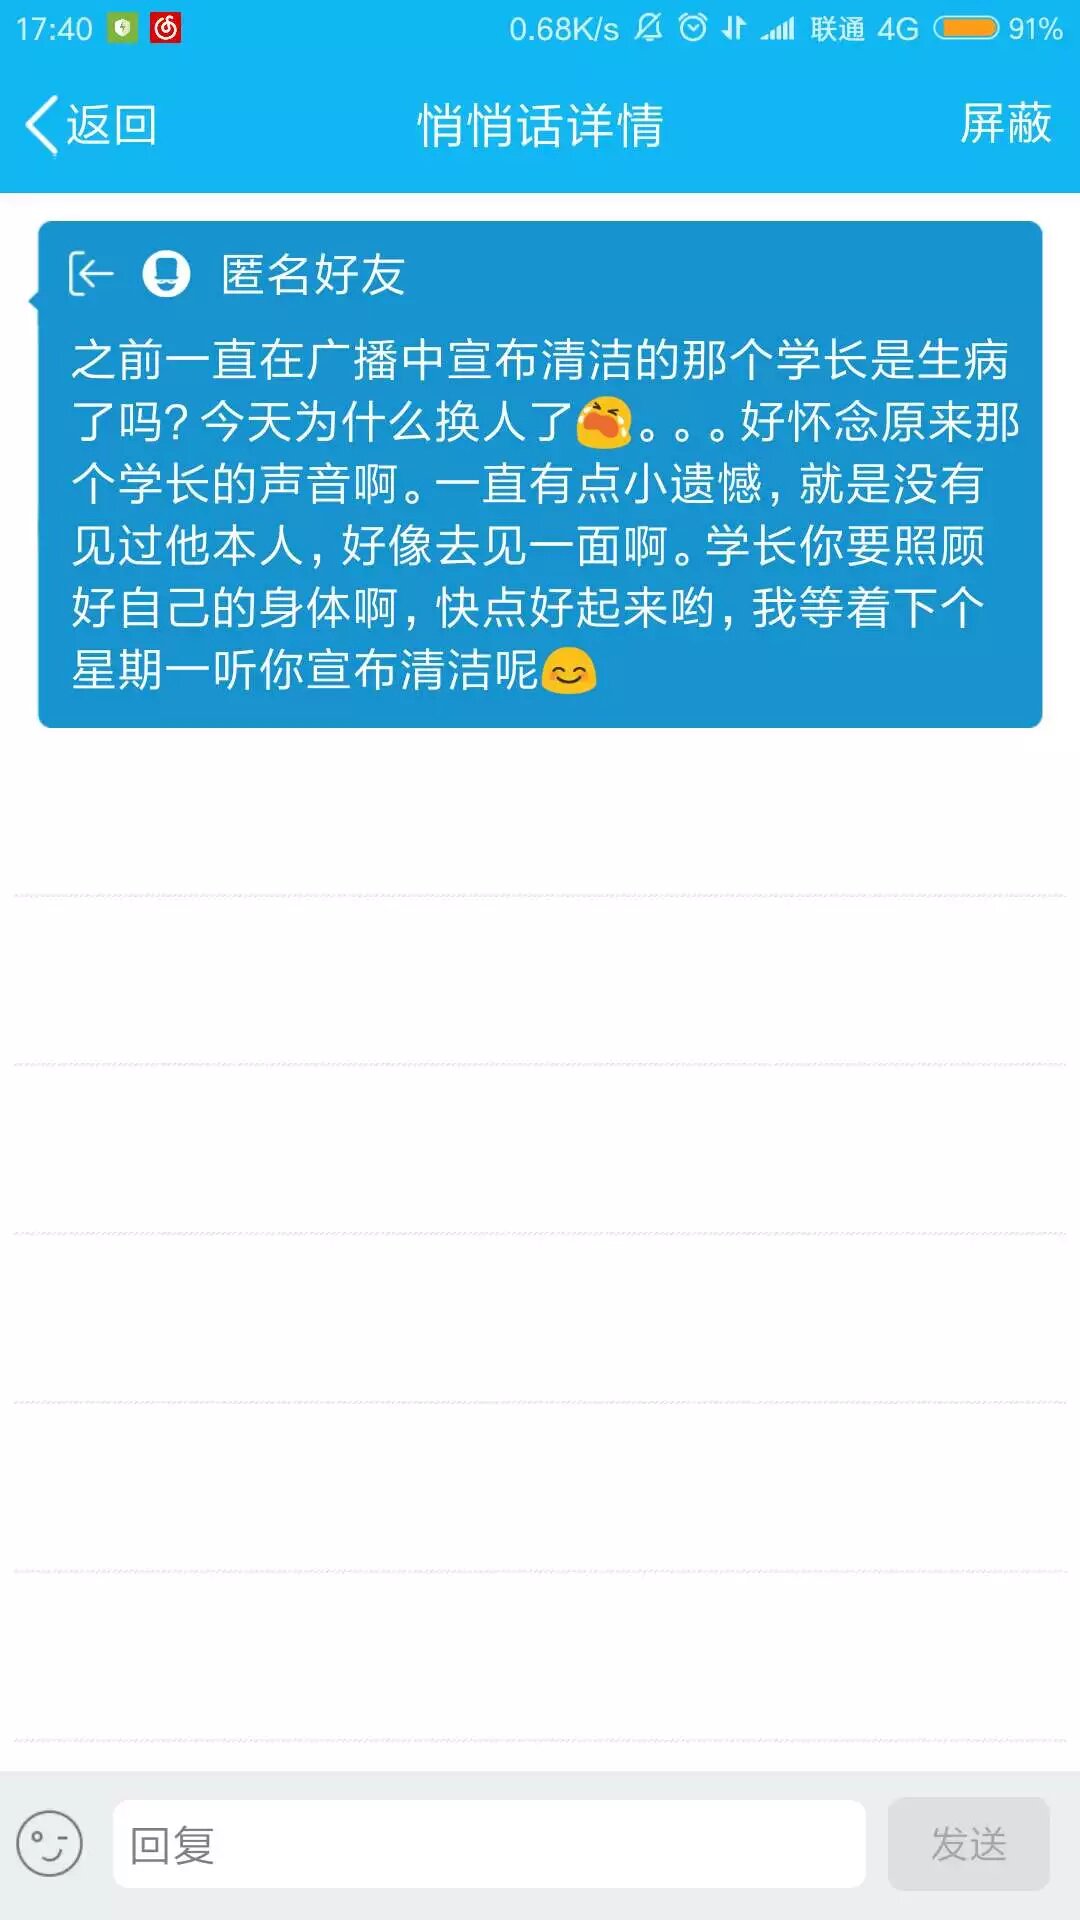 17:40 0.68K/s 联通 4G 91%
返回 悄悄话详情 屏蔽
匿名好友
之前一直在广播中宣布清洁的那个学长是生病
了吗?今天为什么换人了😭。。。好怀念原来那
个学长的声音啊。一直有点小遗憾,就是没有
见过他本人,好像去见一面啊。学长你要照顾
好自己的身体啊,快点好起来哟,我等着下个
星期一听你宣布清洁呢😊
回复 发送